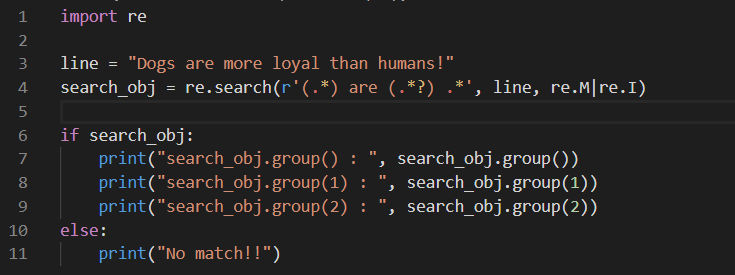 1 import re
2
3 line = "Dogs are more loyal than humans!"
4 search_obj = re.search(r'(.*) are (.*?) .*', line, re.M|re.I)
5
6 if search_obj:
7     print("search_obj.group() : ", search_obj.group())
8     print("search_obj.group(1) : ", search_obj.group(1))
9     print("search_obj.group(2) : ", search_obj.group(2))
10 else:
11     print("No match!!")